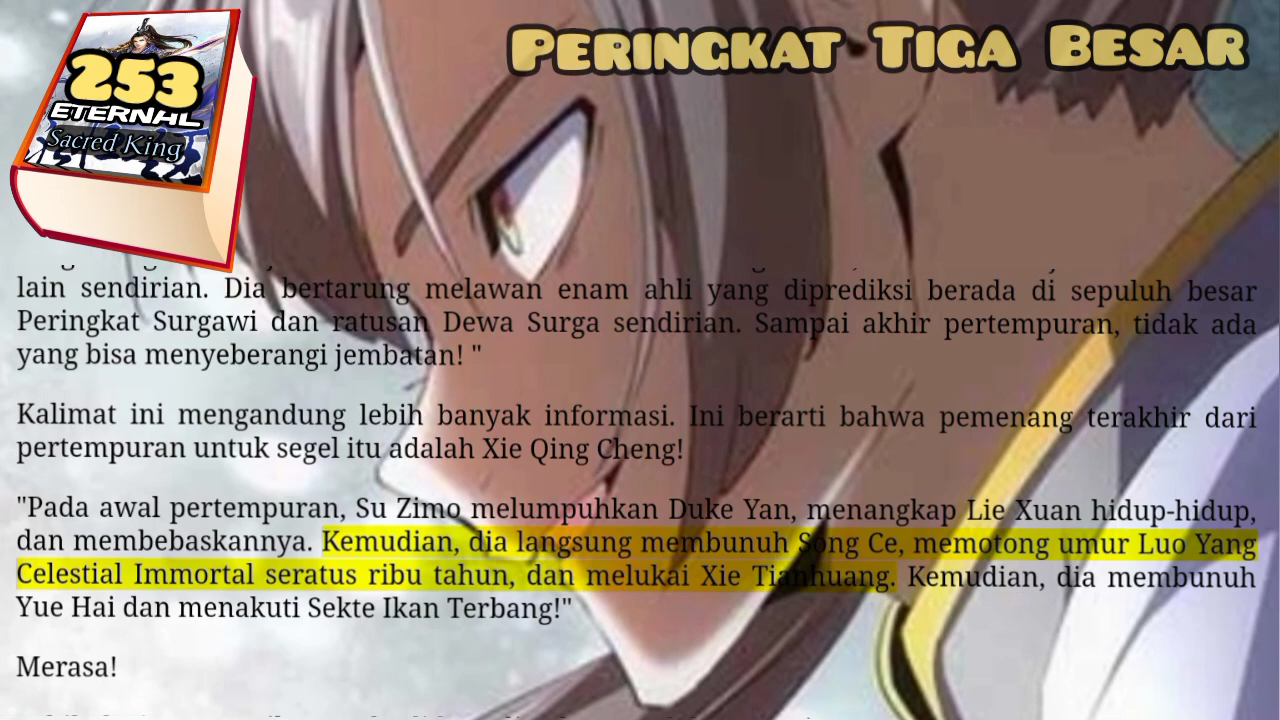 253
ETERNAL
Sacred King
PERINGKAT TIGA BESAR
lain sendirian. Dia bertarung melawan enam ahli yang diprediksi berada di sepuluh besar
Peringkat Surgawi dan ratusan Dewa Surga sendirian. Sampai akhir pertempuran, tidak ada
yang bisa menyeberangi jembatan! "
Kalimat ini mengandung lebih banyak informasi. Ini berarti bahwa pemenang terakhir dari
pertempuran untuk segel itu adalah Xie Qing Cheng!
"Pada awal pertempuran, Su Zimo melumpuhkan Duke Yan, menangkap Lie Xuan hidup-hidup,
dan membebaskannya. Kemudian, dia langsung membunuh Song Ce, memotong umur Luo Yang
Celestial Immortal seratus ribu tahun, dan melukai Xie Tianhuang. Kemudian, dia membunuh
Yue Hai dan menakuti Sekte Ikan Terbang!"
Merasa!